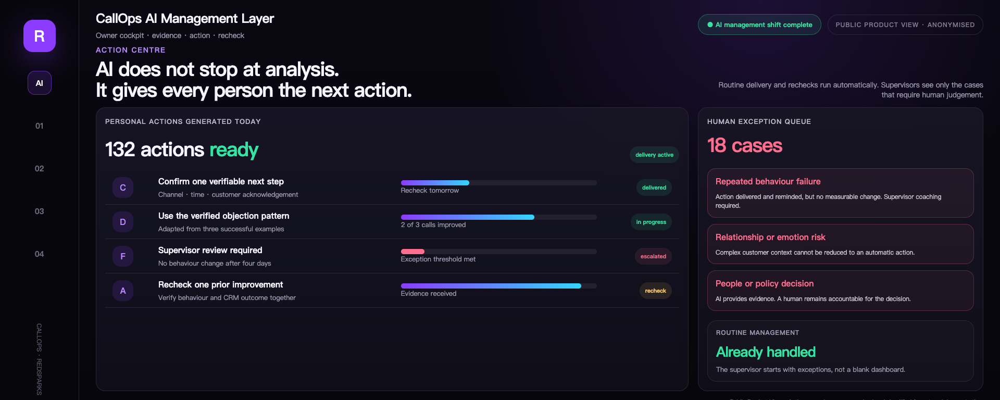 R
AI
01
02
03
04
CALLOPS · REDSPARKS
CallOps AI Management Layer
Owner cockpit · evidence · action · recheck
AI management shift complete
PUBLIC PRODUCT VIEW · ANONYMISED
ACTION CENTRE
AI does not stop at analysis.
It gives every person the next action.
Routine delivery and rechecks run automatically. Supervisors see only the cases
that require human judgement.
PERSONAL ACTIONS GENERATED TODAY
132 actions ready
delivery active
C
Confirm one verifiable next step
Channel · time · customer acknowledgement
Recheck tomorrow
delivered
D
Use the verified objection pattern
Adapted from three successful examples
2 of 3 calls improved
in progress
F
Supervisor review required
No behaviour change after four days
Exception threshold met
escalated
A
Recheck one prior improvement
Verify behaviour and CRM outcome together
Evidence received
recheck
HUMAN EXCEPTION QUEUE
18 cases
Repeated behaviour failure
Action delivered and reminded, but no measurable change. Supervisor coaching
required.
Relationship or emotion risk
Complex customer context cannot be reduced to an automatic action.
People or policy decision
AI provides evidence. A human remains accountable for the decision.
ROUTINE MANAGEMENT
Already handled
The supervisor starts with exceptions, not a blank dashboard.